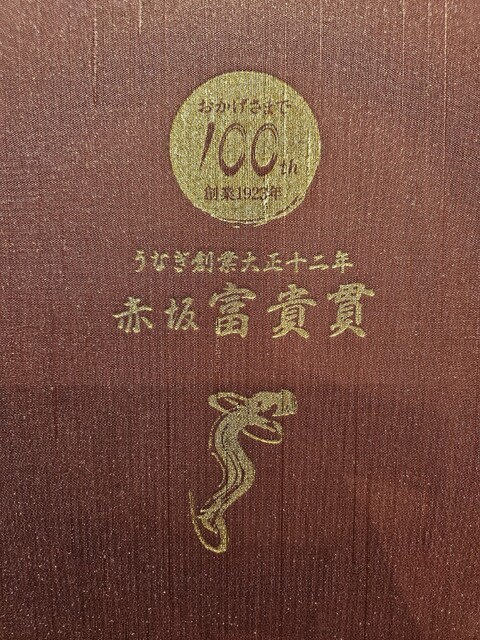 おかげさまで
100th
創業1923年
うなぎ創業大正十二年
赤坂 富貴貫